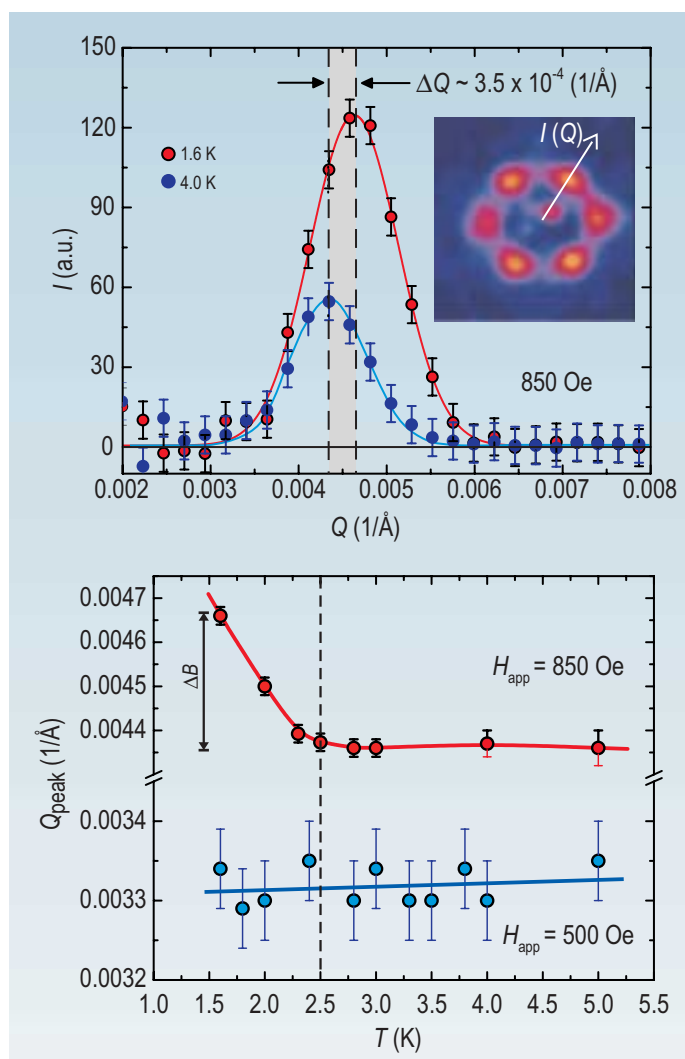 150
120
90
60
30
0
I (a.u.)
ΔQ ~ 3.5 x 10⁻⁴ (1/Å)
1.6 K
4.0 K
I (Q)
850 Oe
0.002 0.003 0.004 0.005 0.006 0.007 0.008
Q (1/Å)
0.0047
0.0046
0.0045
0.0044
0.0034
0.0033
0.0032
Qpeak (1/Å)
ΔB
Happ = 850 Oe
Happ = 500 Oe
1.0 1.5 2.0 2.5 3.0 3.5 4.0 4.5 5.0 5.5
T (K)